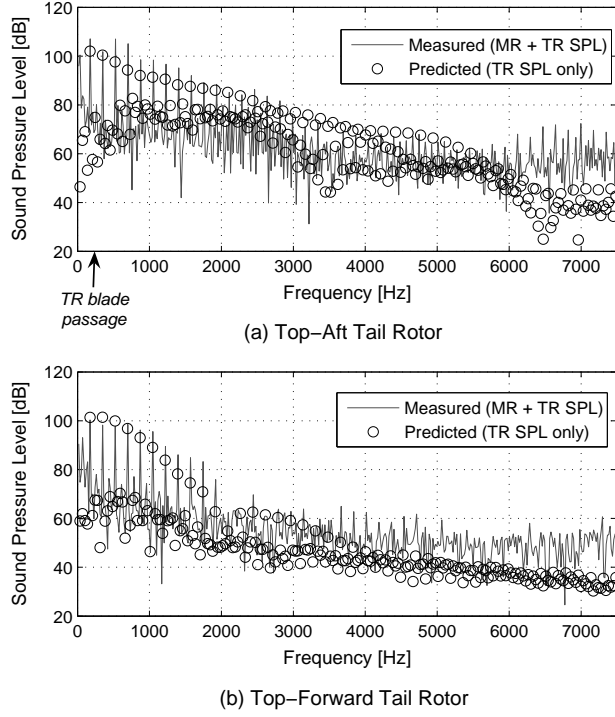 120
100
80
60
40
20
Sound Pressure Level [dB]
Measured (MR + TR SPL)
Predicted (TR SPL only)
0 1000 2000 3000 4000 5000 6000 7000
Frequency [Hz]
TR blade
passage
(a) Top−Aft Tail Rotor
120
100
80
60
40
20
Sound Pressure Level [dB]
Measured (MR + TR SPL)
Predicted (TR SPL only)
0 1000 2000 3000 4000 5000 6000 7000
Frequency [Hz]
(b) Top−Forward Tail Rotor